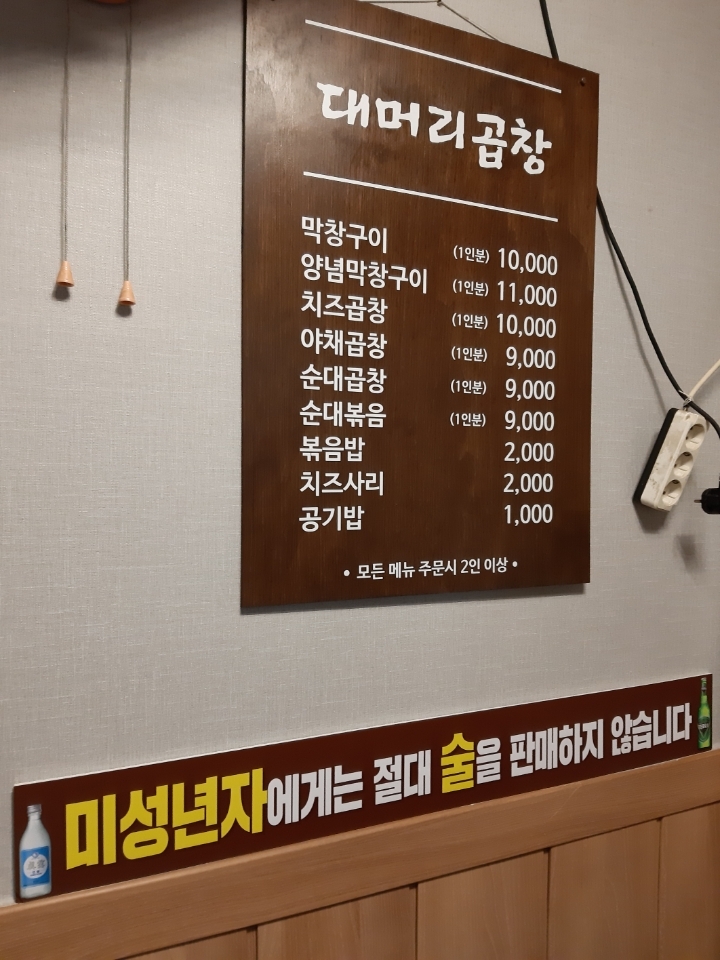 대머리곱창
막창구이 (1인분) 10,000
양념막창구이 (1인분) 11,000
치즈곱창 (1인분) 10,000
야채곱창 (1인분) 9,000
순대곱창 (1인분) 9,000
순대볶음 (1인분) 9,000
볶음밥 2,000
치즈사리 2,000
공기밥 1,000
• 모든 메뉴 주문시 2인 이상 •
미성년자에게는 절대 술을 판매하지 않습니다